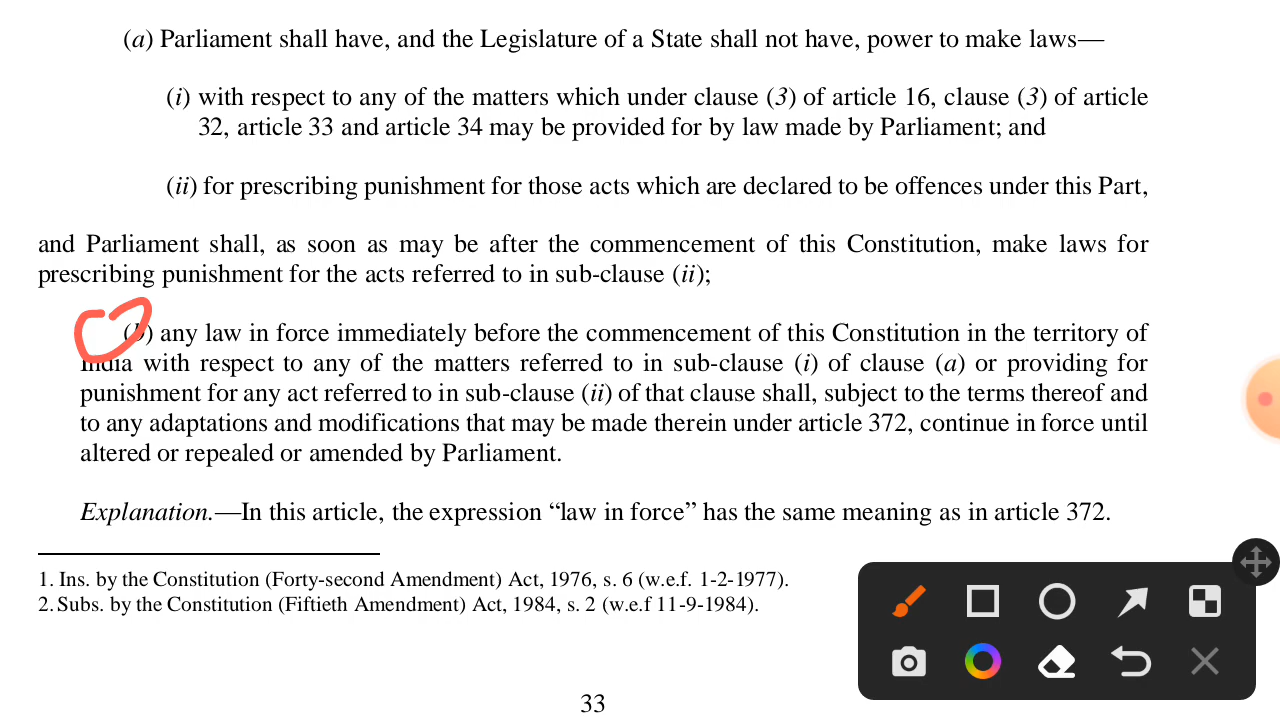 (a) Parliament shall have, and the Legislature of a State shall not have, power to make laws—
(i) with respect to any of the matters which under clause (3) of article 16, clause (3) of article
32, article 33 and article 34 may be provided for by law made by Parliament; and
(ii) for prescribing punishment for those acts which are declared to be offences under this Part,
and Parliament shall, as soon as may be after the commencement of this Constitution, make laws for
prescribing punishment for the acts referred to in sub-clause (ii);
(b) any law in force immediately before the commencement of this Constitution in the territory of
India with respect to any of the matters referred to in sub-clause (i) of clause (a) or providing for
punishment for any act referred to in sub-clause (ii) of that clause shall, subject to the terms thereof and
to any adaptations and modifications that may be made therein under article 372, continue in force until
altered or repealed or amended by Parliament.
Explanation.—In this article, the expression “law in force” has the same meaning as in article 372.
1. Ins. by the Constitution (Forty-second Amendment) Act, 1976, s. 6 (w.e.f. 1-2-1977).
2. Subs. by the Constitution (Fiftieth Amendment) Act, 1984, s. 2 (w.e.f 11-9-1984).
33